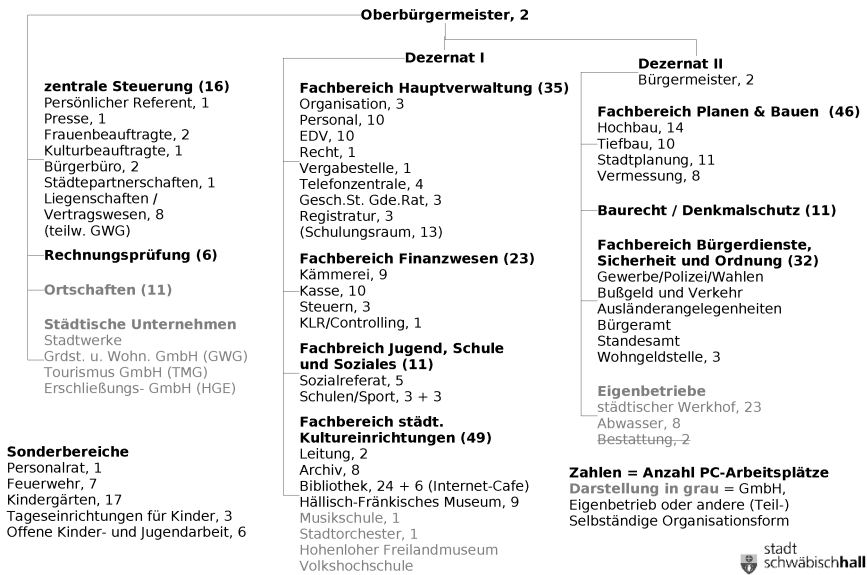 Oberbürgermeister, 2
zentrale Steuerung (16)
Persönlicher Referent, 1
Presse, 1
Frauenbeauftragte, 2
Kulturbeauftragte, 1
Bürgerbüro, 2
Städtepartnerschaften, 1
Liegenschaften /
Vertragswesen, 8
(teilw. GWG)
Rechnungsprüfung (6)
Ortschaften (11)
Städtische Unternehmen
Stadtwerke
Grdst. u. Wohn. GmbH (GWG)
Tourismus GmbH (TMG)
Erschließungs- GmbH (HGE)
Sonderbereiche
Personalrat, 1
Feuerwehr, 7
Kindergärten, 17
Tageseinrichtungen für Kinder, 3
Offene Kinder- und Jugendarbeit, 6
Dezernat I
Fachbereich Hauptverwaltung (35)
Organisation, 3
Personal, 10
EDV, 10
Recht, 1
Vergabestelle, 1
Telefonzentrale, 4
Gesch.St. Gde.Rat, 3
Registratur, 3
(Schulungsraum, 13)
Fachbereich Finanzwesen (23)
Kämmerei, 9
Kasse, 10
Steuern, 3
KLR/Controlling, 1
Fachbreich Jugend, Schule
und Soziales (11)
Sozialreferat, 5
Schulen/Sport, 3 + 3
Fachbereich städt.
Kultureinrichtungen (49)
Leitung, 2
Archiv, 8
Bibliothek, 24 + 6 (Internet-Cafe)
Hällisch-Fränkisches Museum, 9
Musikschule, 1
Stadtorchester, 1
Hohenloher Freilandmuseum
Volkshochschule
Dezernat II
Bürgermeister, 2
Fachbereich Planen & Bauen (46)
Hochbau, 14
Tiefbau, 10
Stadtplanung, 11
Vermessung, 8
Baurecht / Denkmalschutz (11)
Fachbereich Bürgerdienste,
Sicherheit und Ordnung (32)
Gewerbe/Polizei/Wahlen
Bußgeld und Verkehr
Ausländerangelegenheiten
Bürgeramt
Standesamt
Wohngeldstelle, 3
Eigenbetriebe
städtischer Werkhof, 23
Abwasser, 8
Bestattung, 2
Zahlen = Anzahl PC-Arbeitsplätze
Darstellung in grau = GmbH,
Eigenbetrieb oder andere (Teil-)
Selbständige Organisationsform
stadt
schwäbischhall